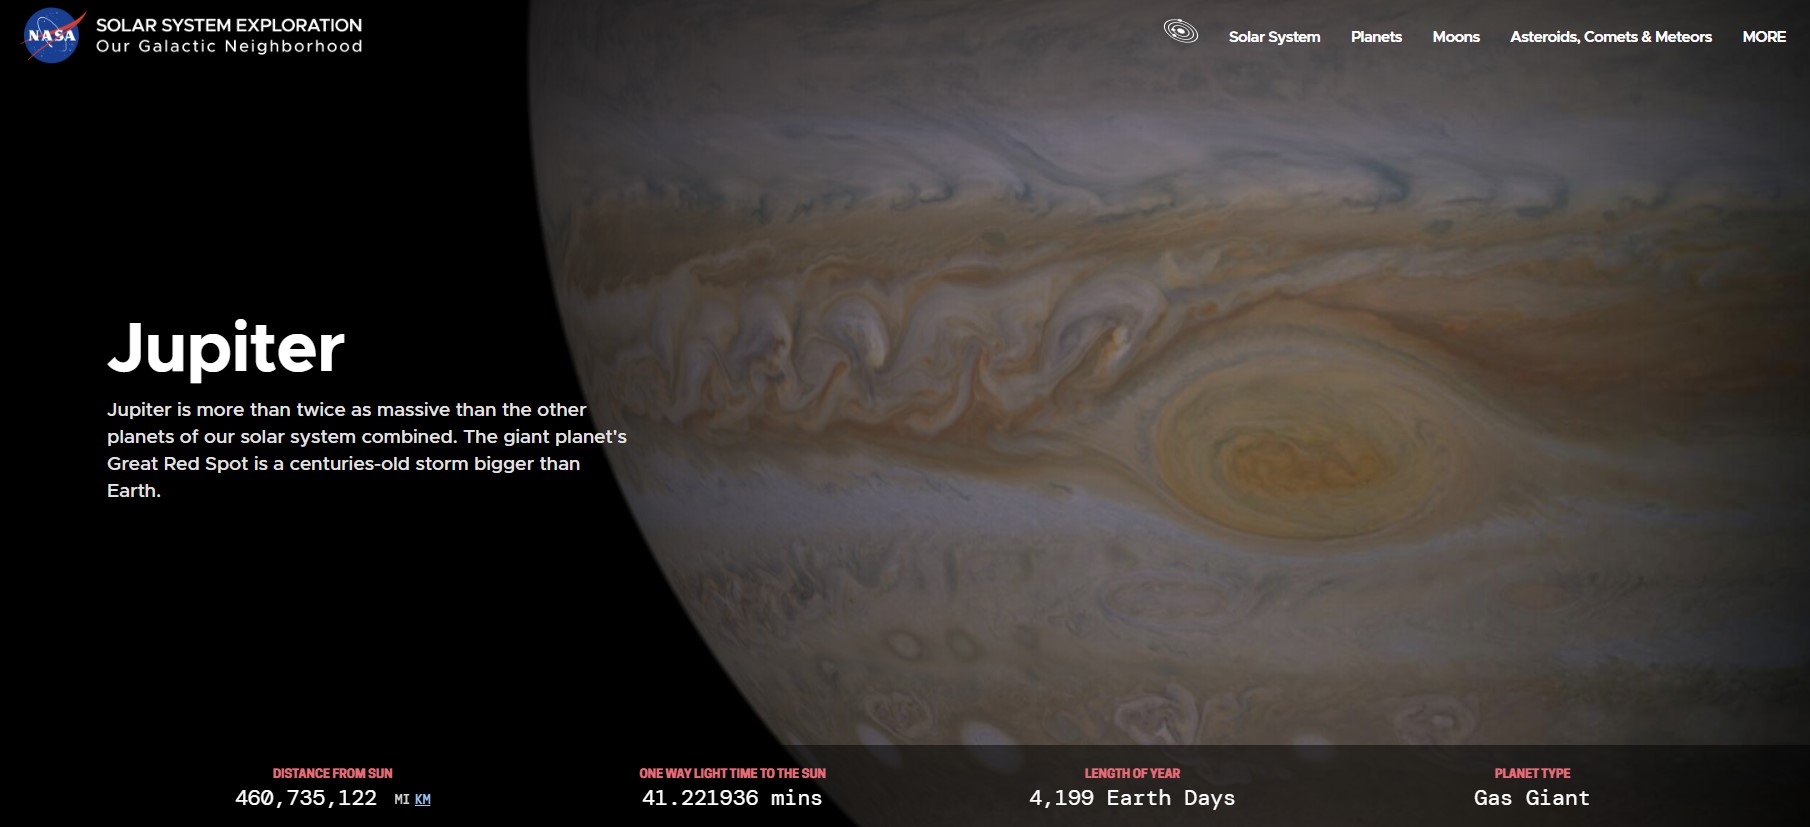 NASA
SOLAR SYSTEM EXPLORATION
Our Galactic Neighborhood
Solar System Planets Moons Asteroids, Comets & Meteors MORE
Jupiter
Jupiter is more than twice as massive than the other
planets of our solar system combined. The giant planet's
Great Red Spot is a centuries-old storm bigger than
Earth.
DISTANCE FROM SUN
460,735,122 MI KM
ONE WAY LIGHT TIME TO THE SUN
41.221936 mins
LENGTH OF YEAR
4,199 Earth Days
PLANET TYPE
Gas Giant